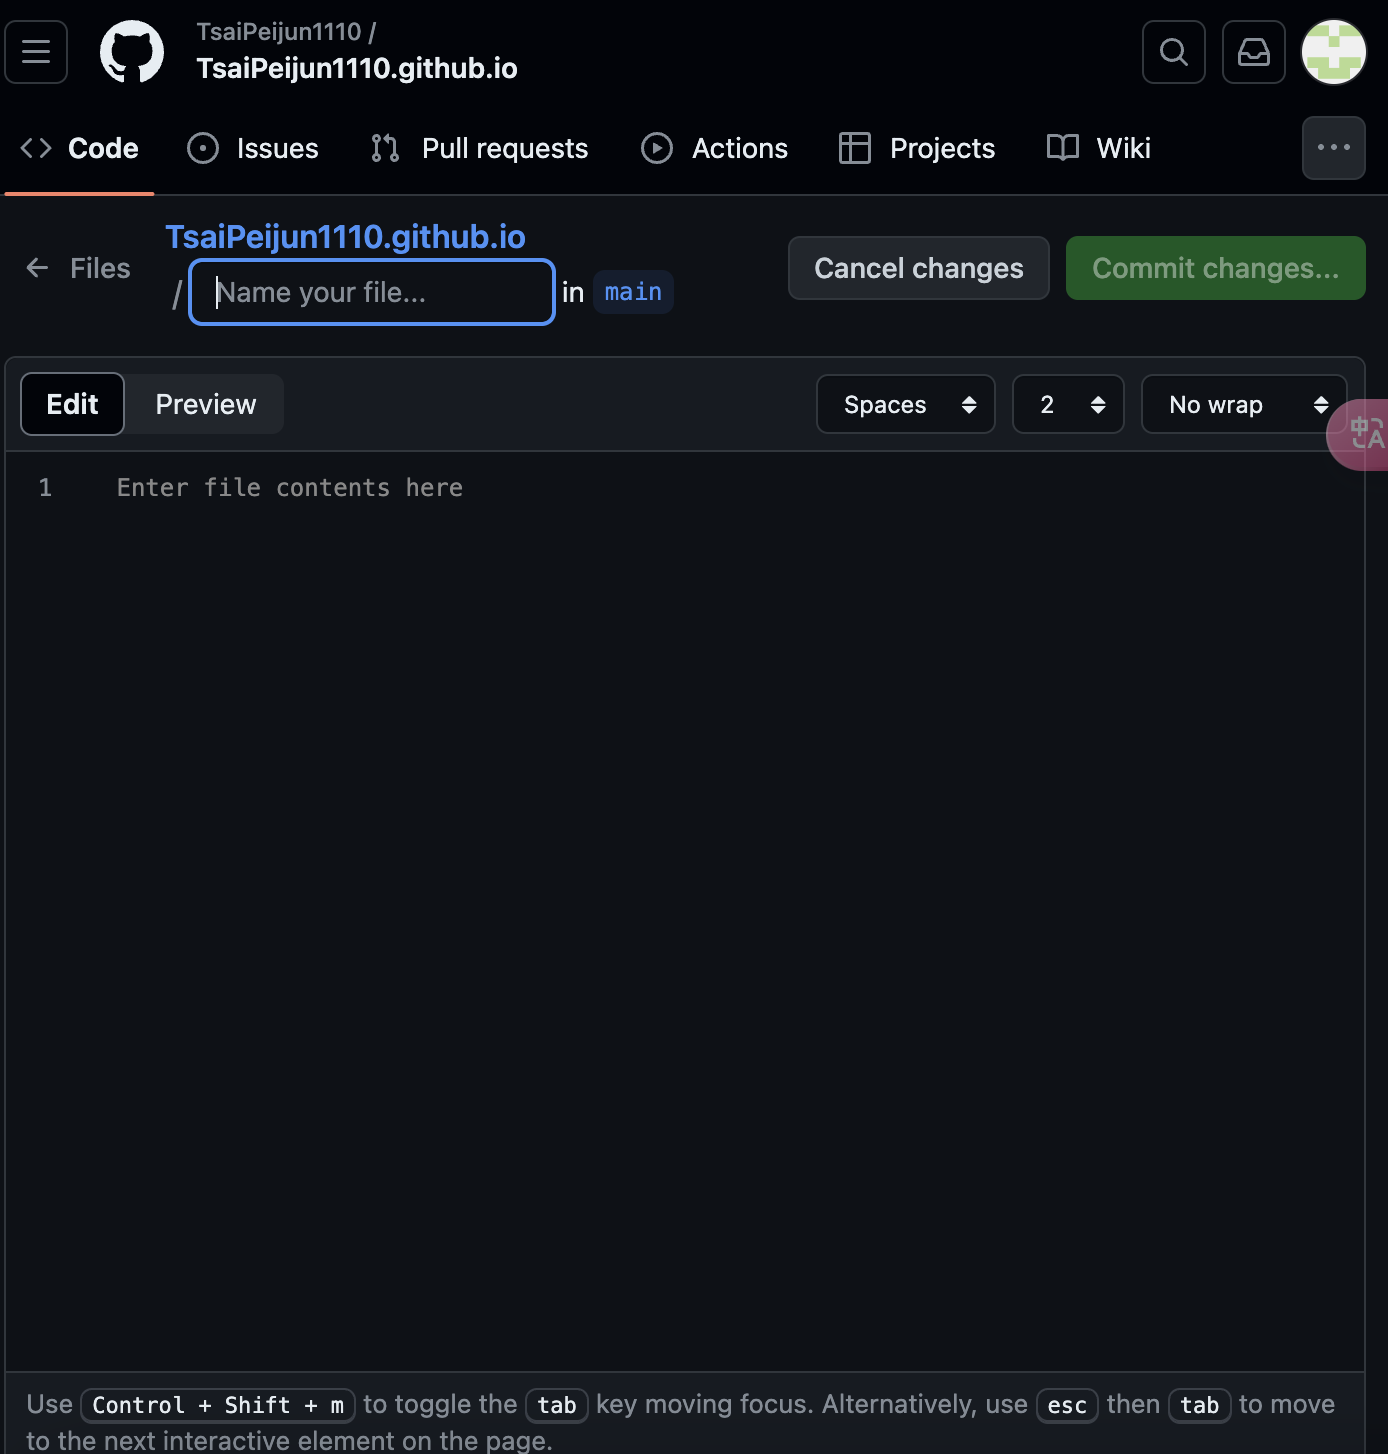 TsaiPeijun1110 /
TsaiPeijun1110.github.io
Code Issues Pull requests Actions Projects Wiki
Files
TsaiPeijun1110.github.io
/ Name your file... in main
Cancel changes Commit changes...
Edit Preview Spaces 2 No wrap
中A
1 Enter file contents here
Use Control + Shift + m to toggle the tab key moving focus. Alternatively, use esc then tab to move
to the next interactive element on the page.